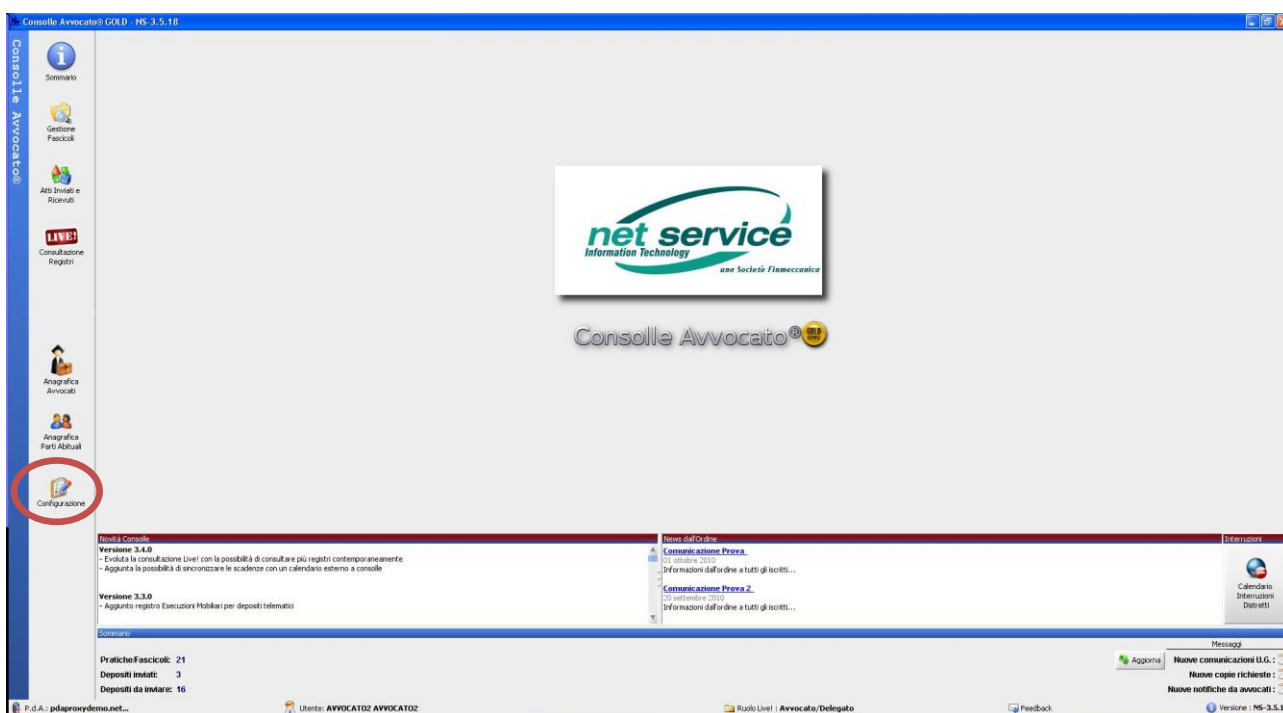 Consolle Avvocato® GOLD - NS-3.5.18
Consolle Avvocato®
Sommario
Gestione
Fascicoli
Atti Inviati e
Ricevuti
LIVE!
Consultazione
Registri
Anagrafica
Avvocati
Anagrafica
Parti Abituali
Configurazione
net service
Information Technology
una Società Finmeccanica
Consolle Avvocato®
GOLD
Novità Consolle
Versione 3.4.0
- Evoluta la consultazione Live! con la possibilità di consultare più registri contemporaneamente
- Aggiunta la possibilità di sincronizzare le scadenze con un calendario esterno a consolle
Versione 3.3.0
- Aggiunto registro Esecuzioni Mobiliari per depositi telematici
News dall'Ordine
Comunicazione Prova
01 ottobre 2010
Informazioni dall'ordine a tutti gli iscritti...
Comunicazione Prova 2
20 settembre 2010
Informazioni dall'ordine a tutti gli iscritti...
Interruzioni
Calendario
Interruzioni
Distretti
Sommario
Pratiche/Fascicoli: 21
Depositi inviati: 3
Depositi da inviare: 16
Messaggi
Aggiorna
Nuove comunicazioni U.G. :
Nuove copie richieste :
Nuove notifiche da avvocati :
P.d.A.: pdaproxydemo.net...
Utente: AVVOCATO2 AVVOCATO2
Ruolo Live! : Avvocato/Delegato
Feedback
Versione : NS-3.5.1